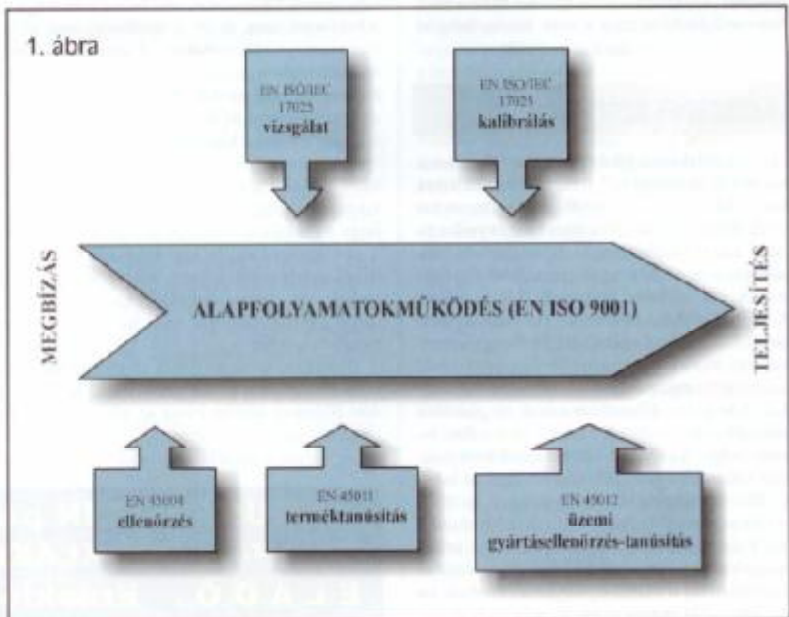 1. ábra
EN ISO/IEC
17025
vizsgálat
EN ISO/IEC
17025
kalibrálás
MEGBÍZÁS
ALAPFOLYAMATOKMŰKÖDÉS (EN ISO 9001)
TELJESÍTÉS
EN 45004
ellenőrzés
EN 45011
terméktanúsítás
EN 45012
üzemi
gyártásellenőrzés-tanúsítás